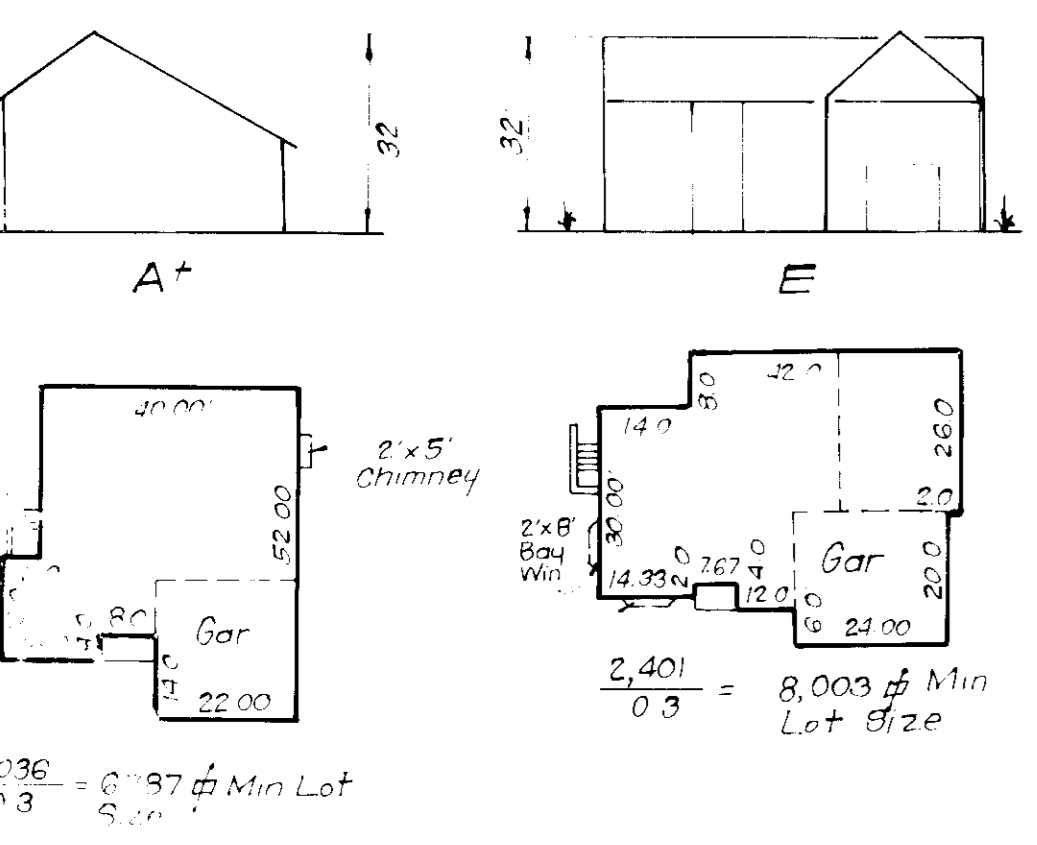 32'
A+
40.00'
2'x5'
Chimney
52.00
8.0
Gar
14.0
22.00
036
= 6787 ⏍ Min Lot
32'
E
42.0
8.0
14.0
26.0
2.0
30.00'
2'x8'
Bay
Win
14.33
2.0
7.67
4.0
12.0
6.0
Gar
20.0
24.00
2,401
0.3
= 8,003 ⏍ Min
Lot Size